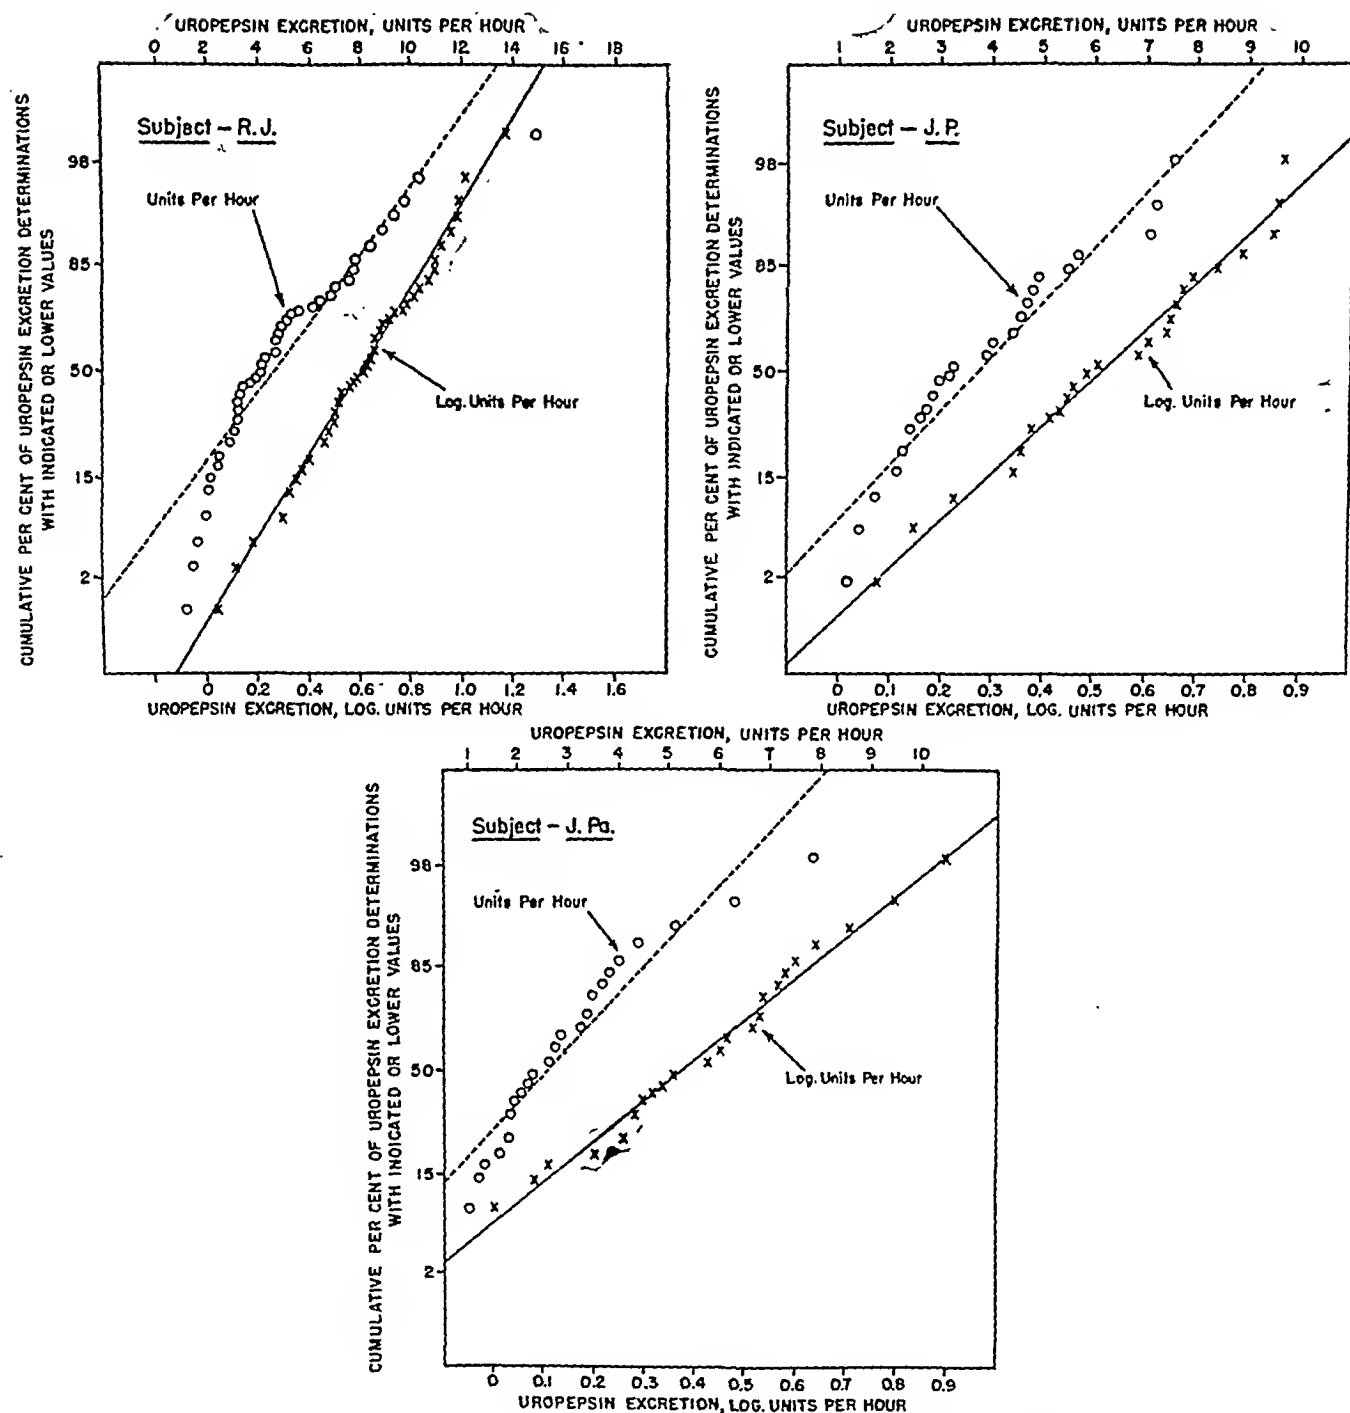 UROPEPSIN EXCRETION, UNITS PER HOUR
0 2 4 6 8 10 12 14 16 18
CUMULATIVE PER CENT OF UROPEPSIN EXCRETION DETERMINATIONS
WITH INDICATED OR LOWER VALUES
Subject – R.J.
98
Units Per Hour
85
50
Log. Units Per Hour
15
2
0 0.2 0.4 0.6 0.8 1.0 1.2 1.4 1.6
UROPEPSIN EXCRETION, LOG. UNITS PER HOUR
UROPEPSIN EXCRETION, UNITS PER HOUR
1 2 3 4 5 6 7 8 9 10
CUMULATIVE PER CENT OF UROPEPSIN EXCRETION DETERMINATIONS
WITH INDICATED OR LOWER VALUES
Subject – J.P.
98
Units Per Hour
85
50
Log. Units Per Hour
15
2
0 0.1 0.2 0.3 0.4 0.5 0.6 0.7 0.8 0.9
UROPEPSIN EXCRETION, LOG. UNITS PER HOUR
UROPEPSIN EXCRETION, UNITS PER HOUR
1 2 3 4 5 6 7 8 9 10
CUMULATIVE PER CENT OF UROPEPSIN EXCRETION DETERMINATIONS
WITH INDICATED OR LOWER VALUES
Subject – J. Pa.
98
Units Per Hour
85
50
Log. Units Per Hour
15
2
0 0.1 0.2 0.3 0.4 0.5 0.6 0.7 0.8 0.9
UROPEPSIN EXCRETION, LOG. UNITS PER HOUR